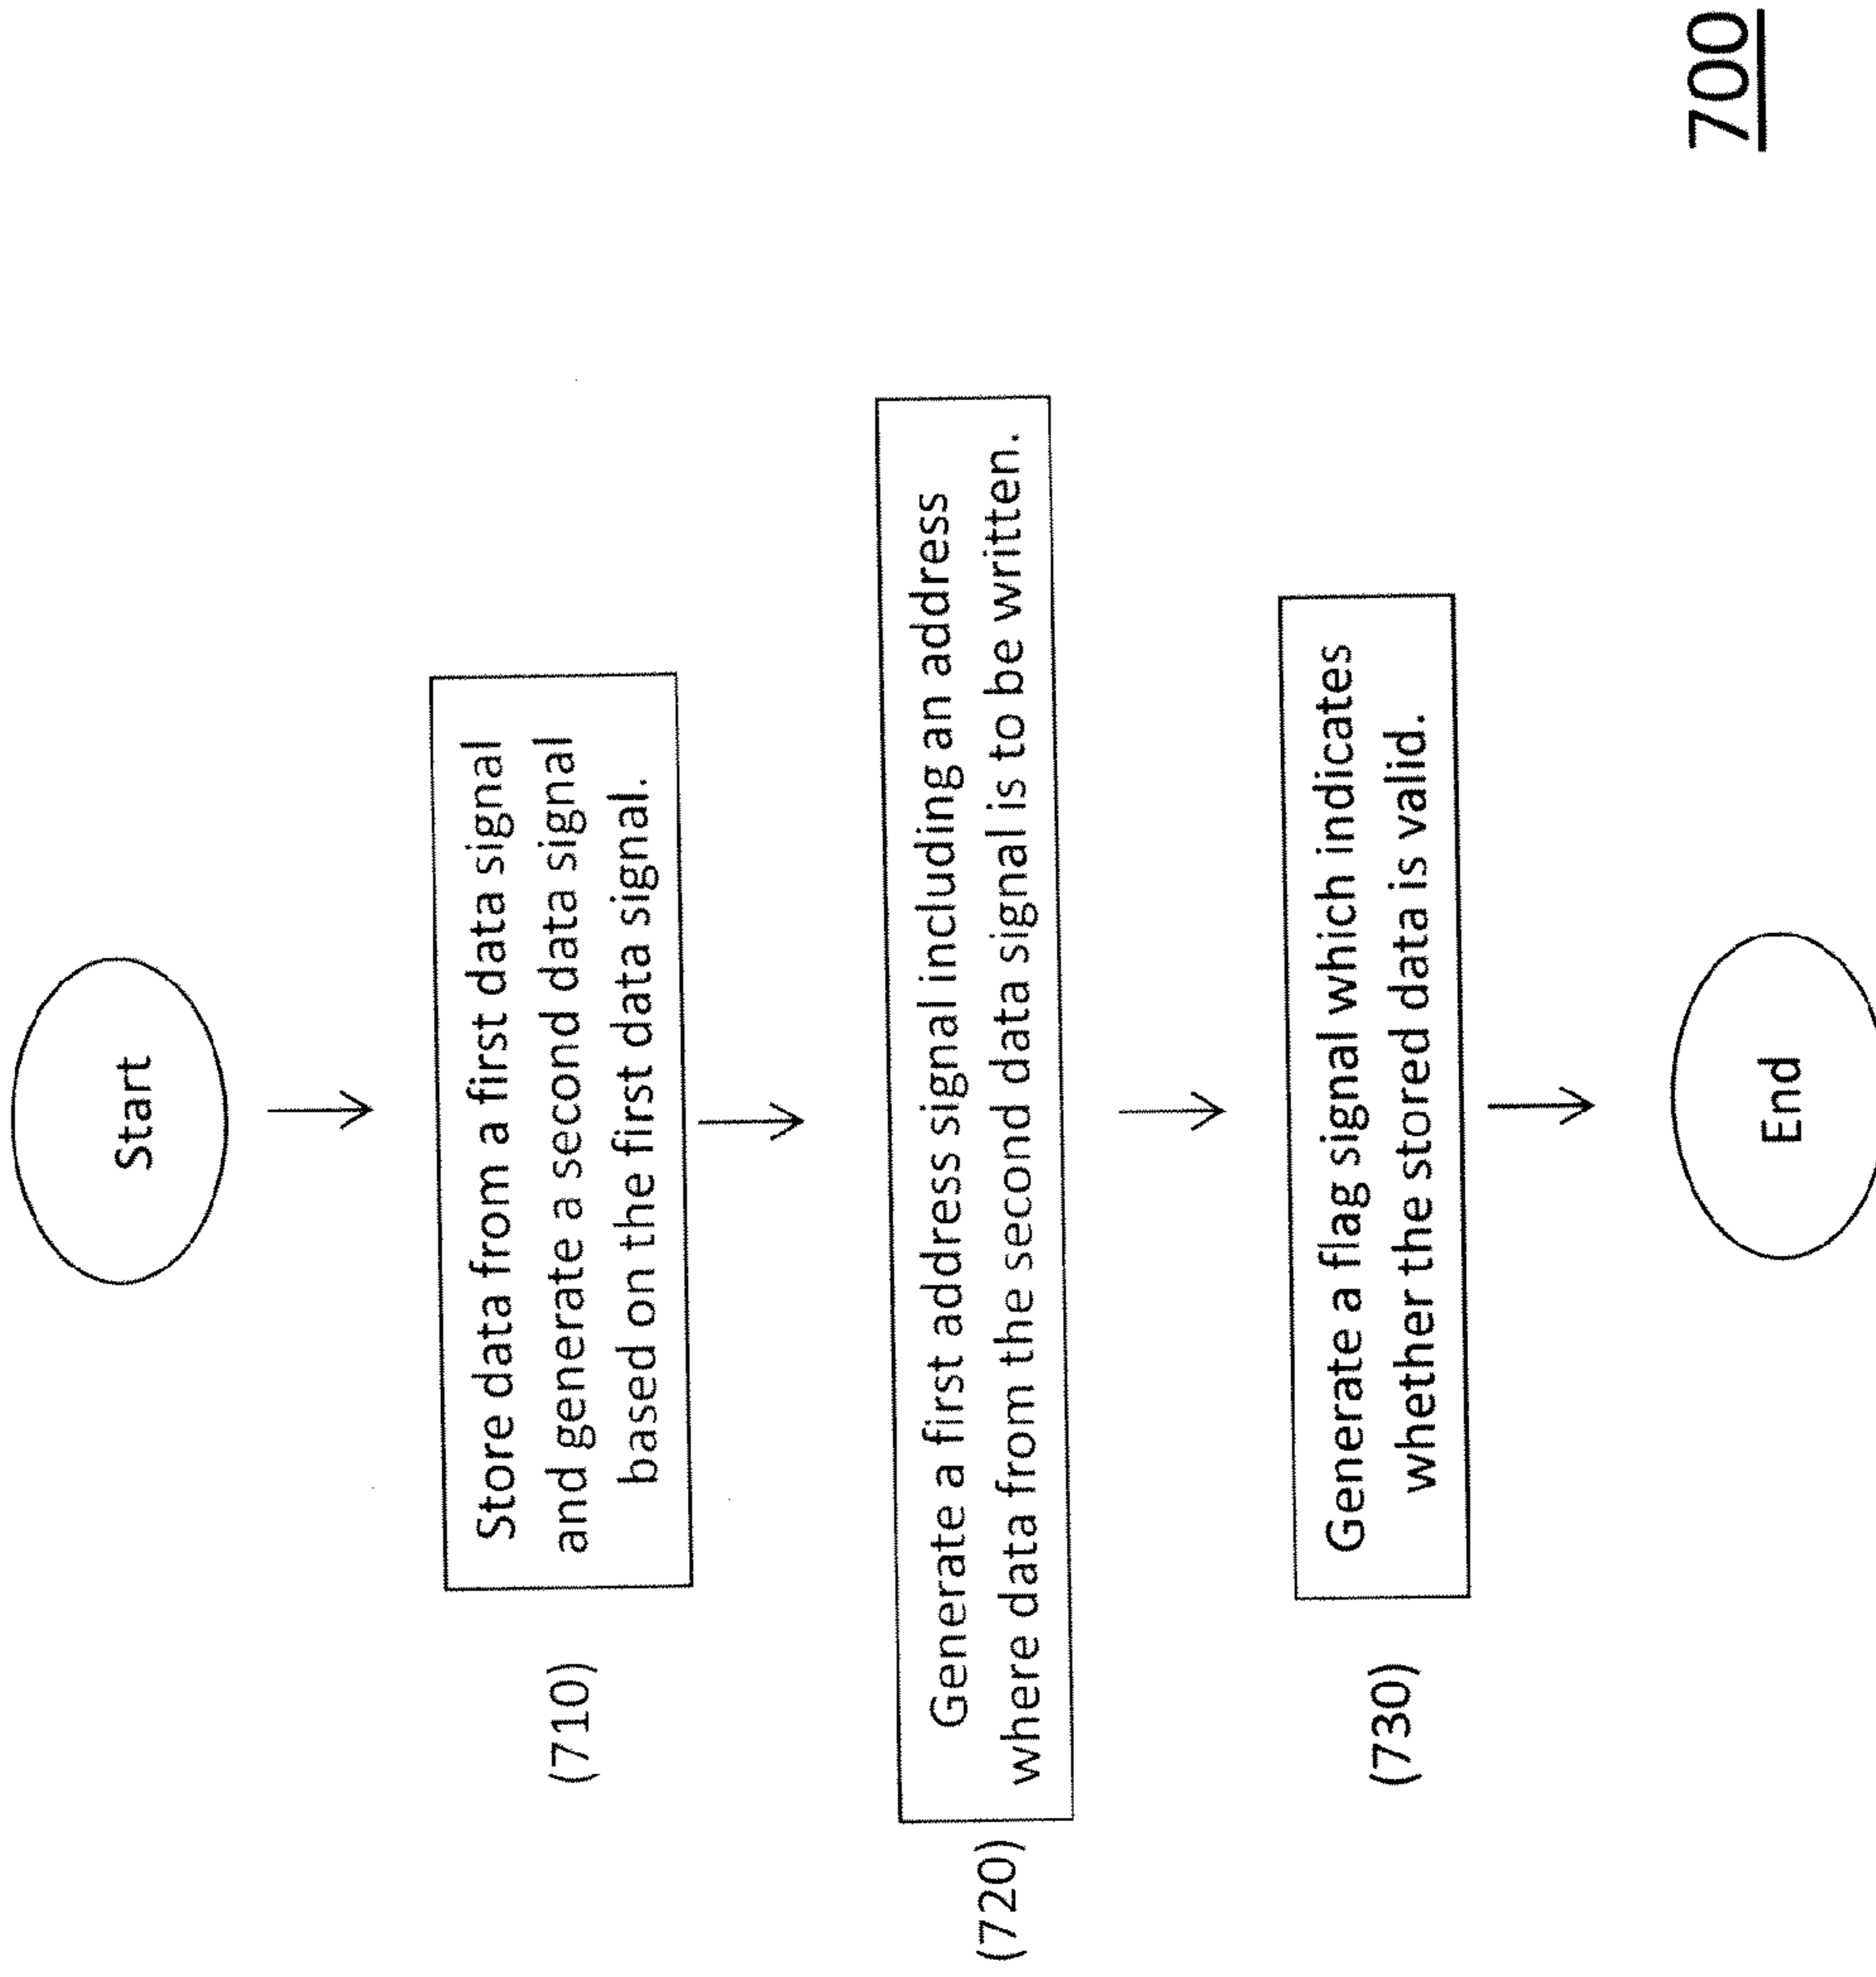 Start
(710)
Store data from a first data signal
and generate a second data signal
based on the first data signal.
(720)
Generate a first address signal including an address
where data from the second data signal is to be written.
(730)
Generate a flag signal which indicates
whether the stored data is valid.
End
700